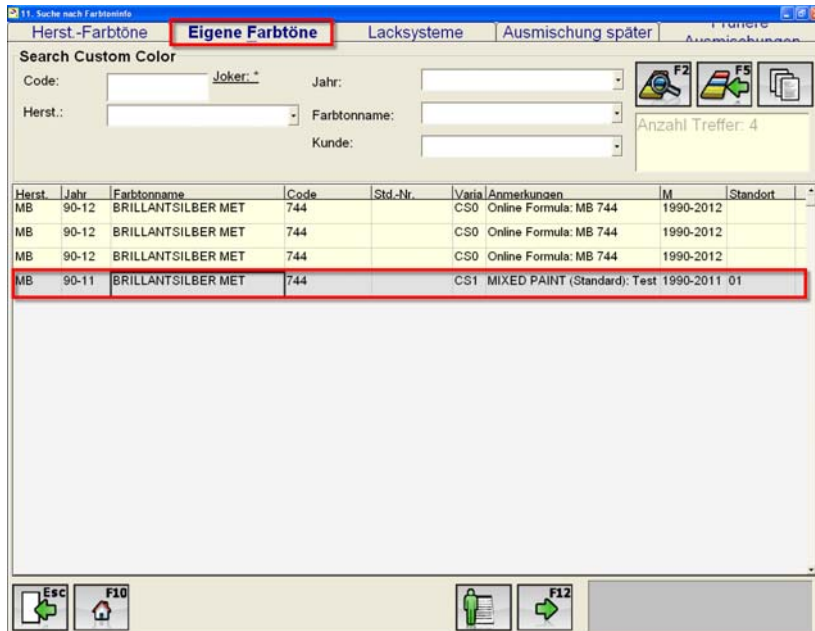 11. Suche nach Farbtoninfo
Herst.-Farbtöne Eigene Farbtöne Lacksysteme Ausmischung später Frühere Ausmischungen
Search Custom Color
Code: Joker: * Jahr:
Herst.: Farbtonname:
Kunde:
F2 F5
Anzahl Treffer: 4
Herst. Jahr Farbtonname Code Std.-Nr. Varia Anmerkungen M Standort
MB 90-12 BRILLANTSILBER MET 744 CS0 Online Formula: MB 744 1990-2012
MB 90-12 BRILLANTSILBER MET 744 CS0 Online Formula: MB 744 1990-2012
MB 90-12 BRILLANTSILBER MET 744 CS0 Online Formula: MB 744 1990-2012
MB 90-11 BRILLANTSILBER MET 744 CS1 MIXED PAINT (Standard): Test 1990-2011 01
Esc F10 F12